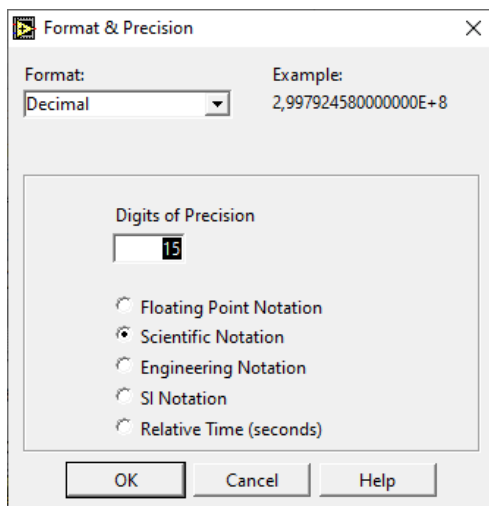 Format & Precision
Format:
Example:
Decimal
2,997924580000000E+8
Digits of Precision
15
Floating Point Notation
Scientific Notation
Engineering Notation
SI Notation
Relative Time (seconds)
OK
Cancel
Help